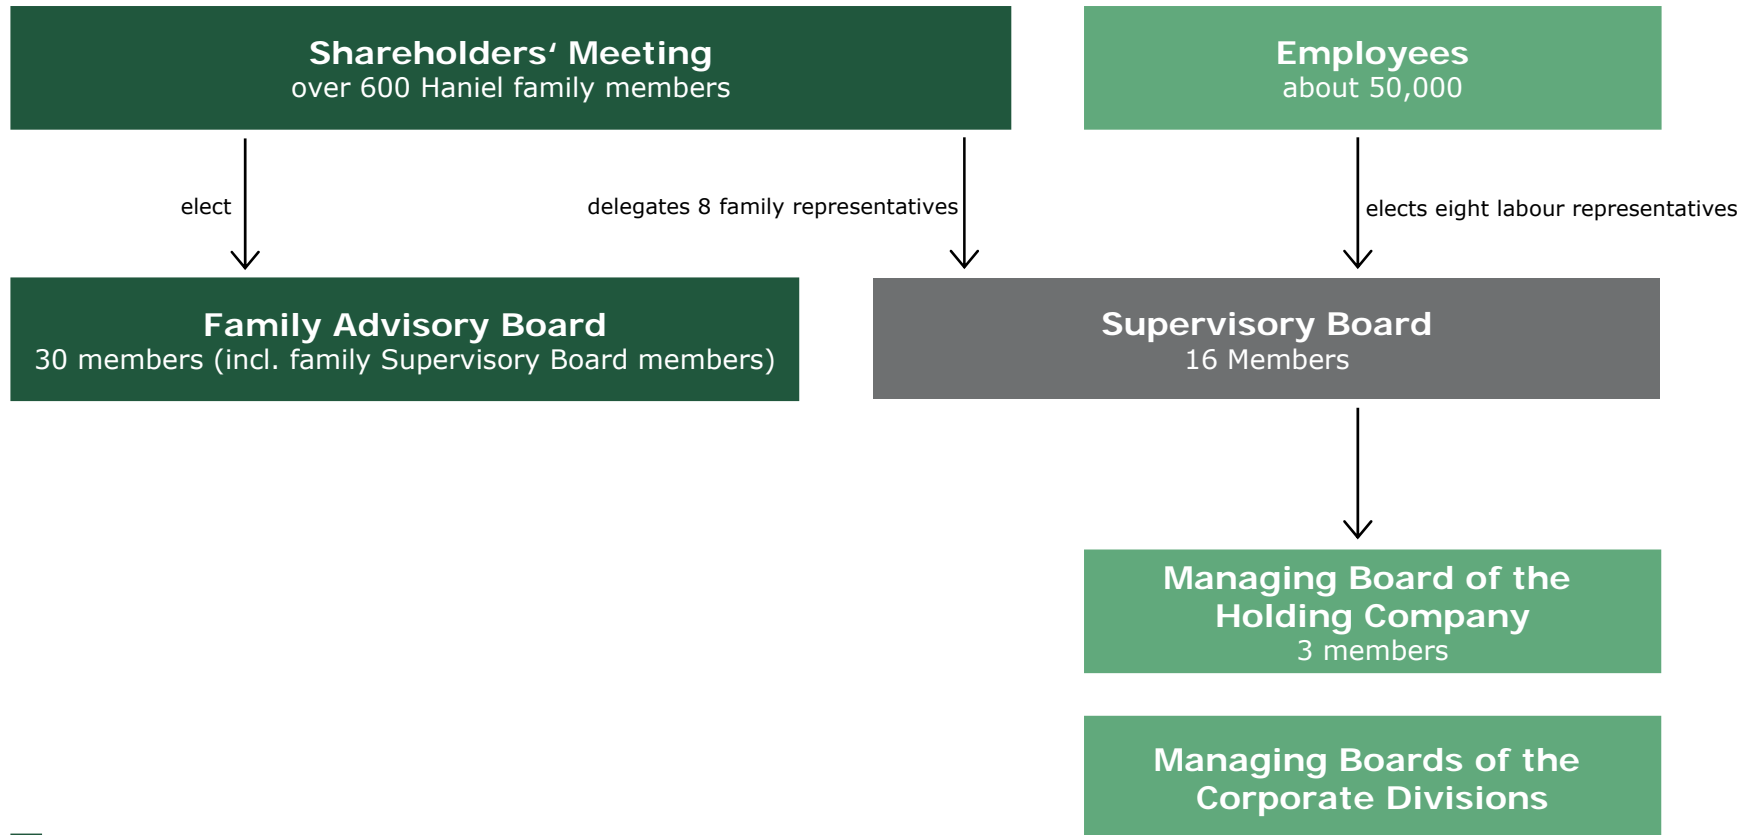 Shareholders‘ Meeting
over 600 Haniel family members
Employees
about 50,000
elect
delegates 8 family representatives
elects eight labour representatives
Family Advisory Board
30 members (incl. family Supervisory Board members)
Supervisory Board
16 Members
Managing Board of the
Holding Company
3 members
Managing Boards of the
Corporate Divisions